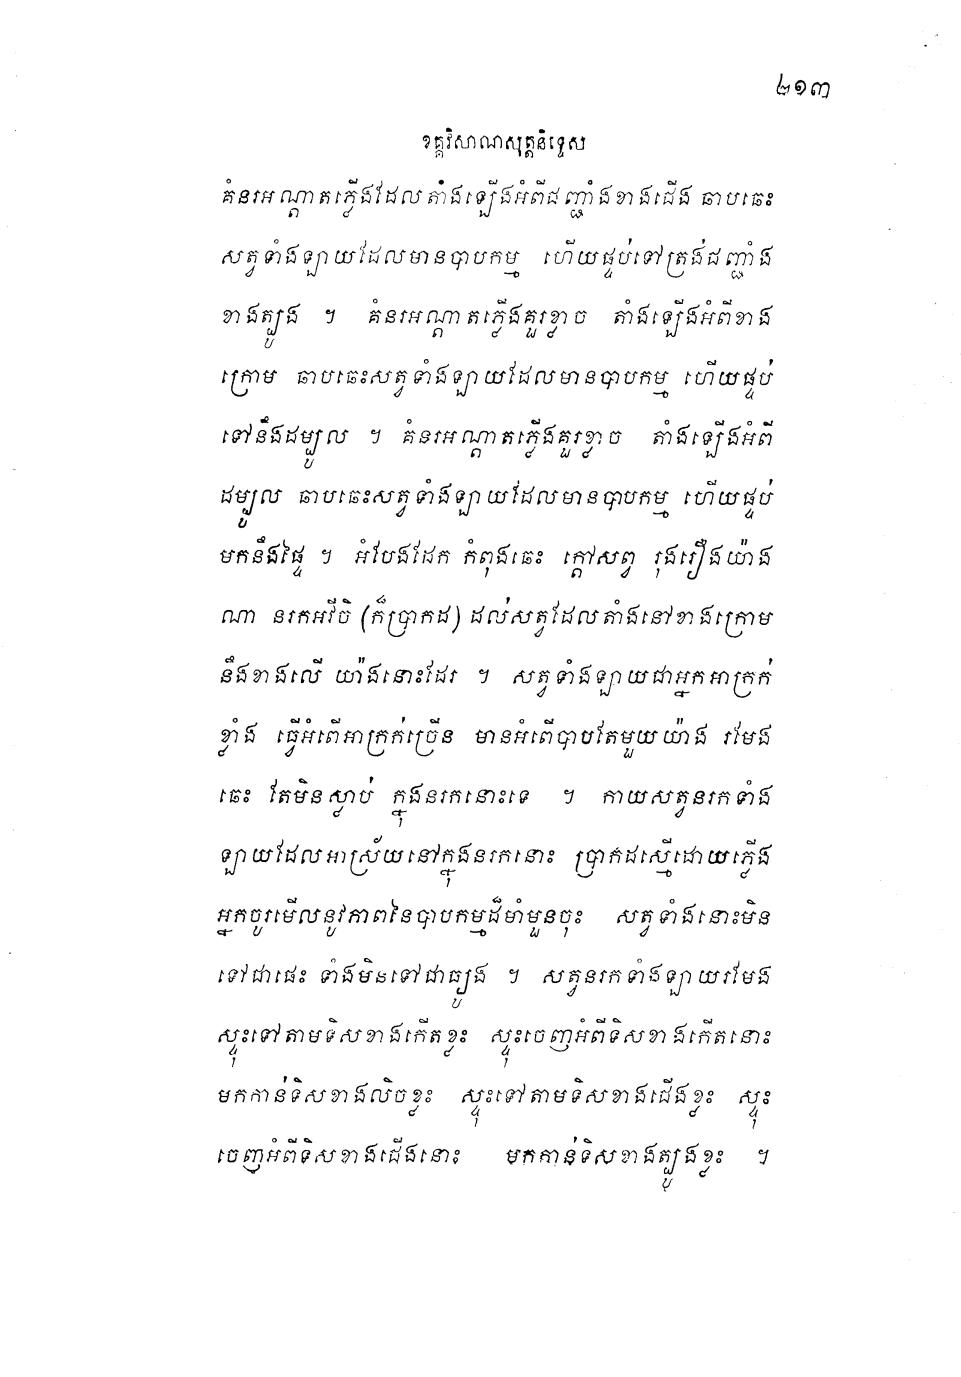 ២១៣
ខគ្គវិសាណសុត្តនិទ្ទេស
គំនរអណ្តាតភ្លើងដែលតាំងឡើងអំពីជញ្ជាំងខាងជើង ឆាបឆេះ
សត្វទាំងឡាយដែលមានបាបកម្ម ហើយផ្ទប់ទៅត្រង់ជញ្ជាំង
ខាងត្បូង ។ គំនរអណ្តាតភ្លើងគួរខ្លាច តាំងឡើងអំពីខាង
ក្រោម ឆាបឆេះសត្វទាំងឡាយដែលមានបាបកម្ម ហើយផ្ទប់
ទៅនឹងដម្បូល ។ គំនរអណ្តាតភ្លើងគួរខ្លាច តាំងឡើងអំពី
ដម្បូល ឆាបឆេះសត្វទាំងឡាយដែលមានបាបកម្ម ហើយផ្ទប់
មកនឹងផ្ទៃ ។ អំបែងដែក កំពុងឆេះ ក្តៅសព្វ រុងរឿងយ៉ាង
ណា នរកអវីចិ (ក៏ប្រាកដ) ដល់សត្វដែលតាំងនៅខាងក្រោម
នឹងខាងលើ យ៉ាងនោះដែរ ។ សត្វទាំងឡាយជាអ្នកអាក្រក់
ខ្លាំង ធ្វើអំពើអាក្រក់ច្រើន មានអំពើបាបតែមួយយ៉ាង រមែង
ឆេះ តែមិនស្លាប់ ក្នុងនរកនោះទេ ។ កាយសត្វនរកទាំង
ឡាយដែលអាស្រ័យនៅក្នុងនរកនោះ ប្រាកដស្មើដោយភ្លើង
អ្នកចូរមើលនូវភាពនៃបាបកម្មដ៏មាំមួនចុះ សត្វទាំងនោះមិន
ទៅជាផេះ ទាំងមិនទៅជាធ្យូង ។ សត្វនរកទាំងឡាយរមែង
ស្ទុះទៅតាមទិសខាងកើតខ្លះ ស្ទុះចេញអំពីទិសខាងកើតនោះ
មកកាន់ទិសខាងលិចខ្លះ ស្ទុះទៅតាមទិសខាងជើងខ្លះ ស្ទុះ
ចេញអំពីទិសខាងជើងនោះ មកកាន់ទិសខាងត្បូងខ្លះ ។